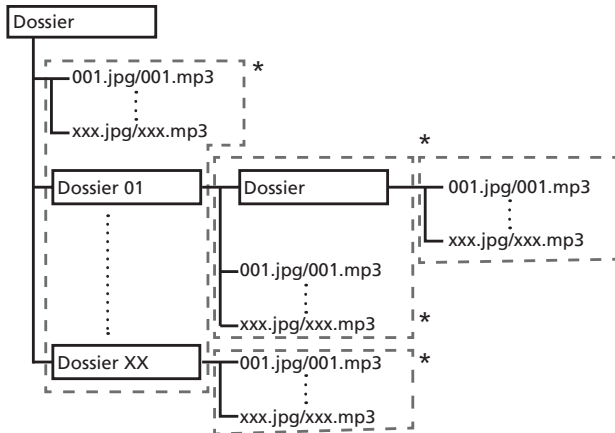 Dossier
001.jpg/001.mp3 *
xxx.jpg/xxx.mp3
*
Dossier 01 Dossier 001.jpg/001.mp3
xxx.jpg/xxx.mp3
001.jpg/001.mp3
xxx.jpg/xxx.mp3 *
Dossier XX 001.jpg/001.mp3 *
xxx.jpg/xxx.mp3